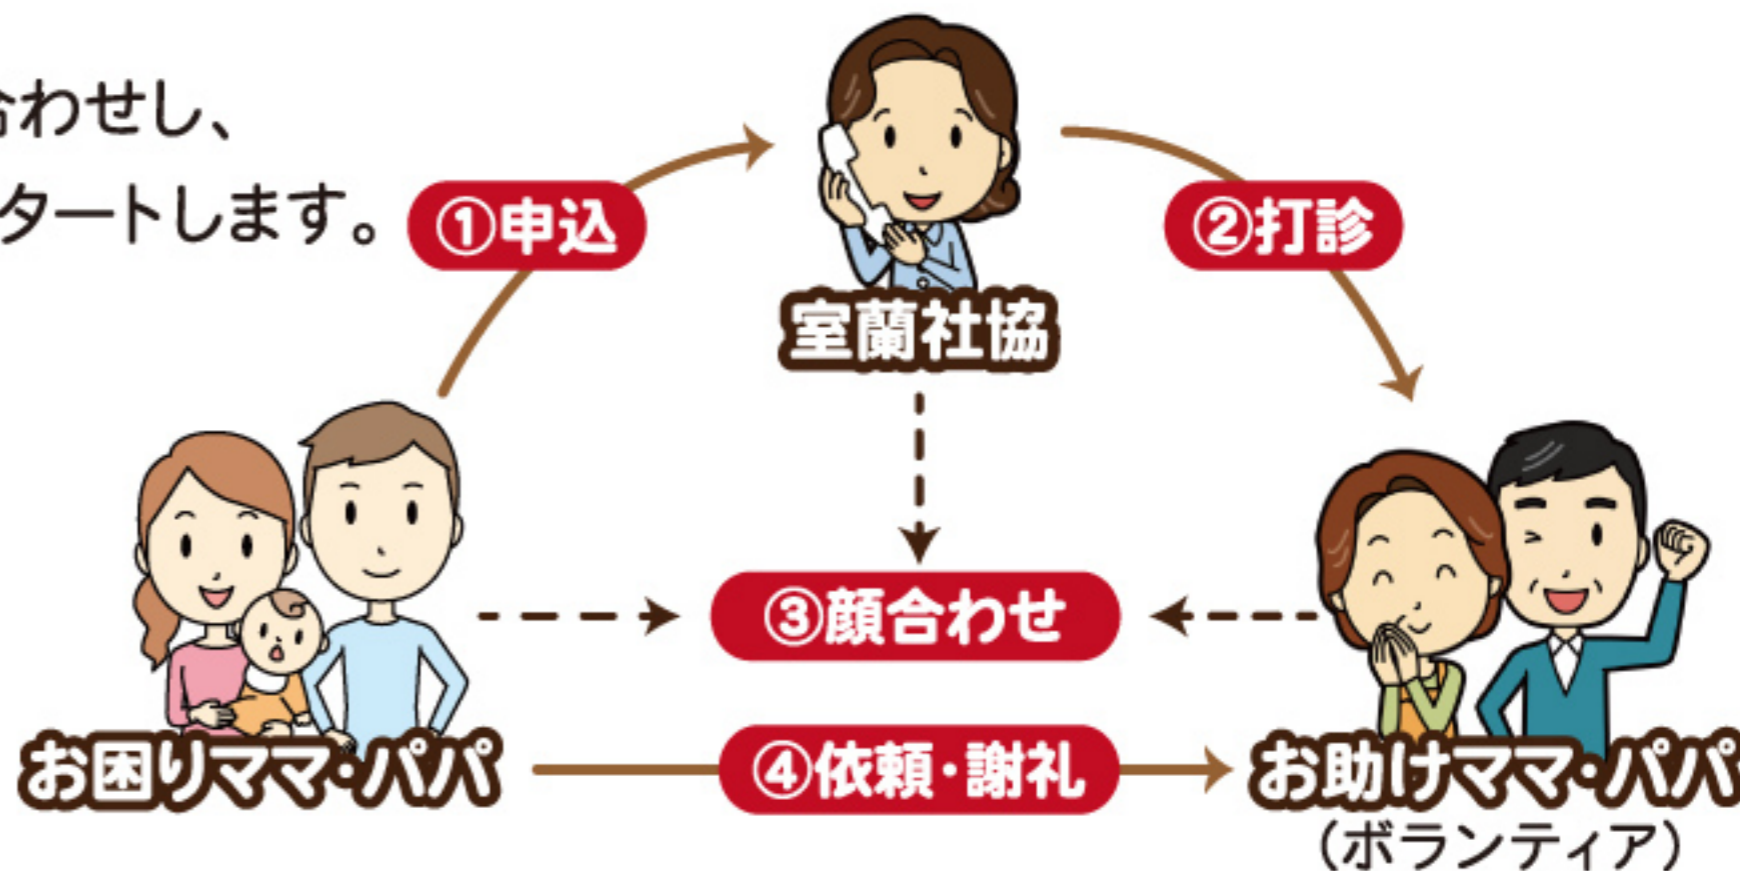 合わせし、
タートします。
①申込
②打診
室蘭社協
③顔合わせ
お困りママ・パパ
④依頼・謝礼
お助けママ・パパ
（ボランティア）